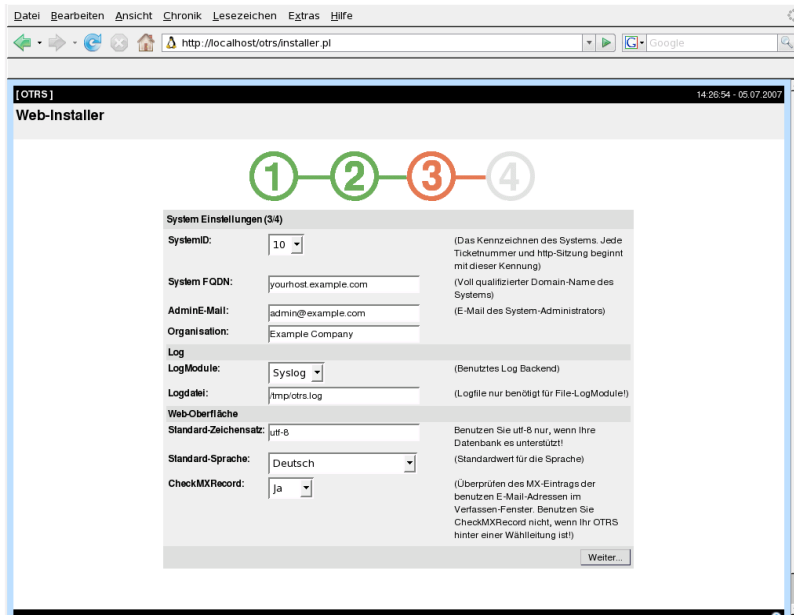 Datei Bearbeiten Ansicht Chronik Lesezeichen Extras Hilfe
http://localhost/otrs/installer.pl
G
Google
[ OTRS ]
14:26:54 - 05.07.2007
Web-Installer
1 2 3 4
System Einstellungen (3/4)
SystemID:
10
(Das Kennzeichen des Systems. Jede
Ticketnummer und http-Sitzung beginnt
mit dieser Kennung)
System FQDN:
yourhost.example.com
(Voll qualifizierter Domain-Name des
Systems)
AdminE-Mail:
admin@example.com
(E-Mail des System-Administrators)
Organisation:
Example Company
Log
LogModule:
Syslog
(Benutztes Log Backend)
Logdatei:
/tmp/otrs.log
(Logfile nur benötigt für File-LogModule!)
Web-Oberfläche
Standard-Zeichensatz:
utf-8
Benutzen Sie utf-8 nur, wenn Ihre
Datenbank es unterstützt!
Standard-Sprache:
Deutsch
(Standardwert für die Sprache)
CheckMXRecord:
Ja
(Überprüfen des MX-Eintrags der
benutzen E-Mail-Adressen im
Verfassen-Fenster. Benutzen Sie
CheckMXRecord nicht, wenn Ihr OTRS
hinter einer Wählleitung ist!)
Weiter...